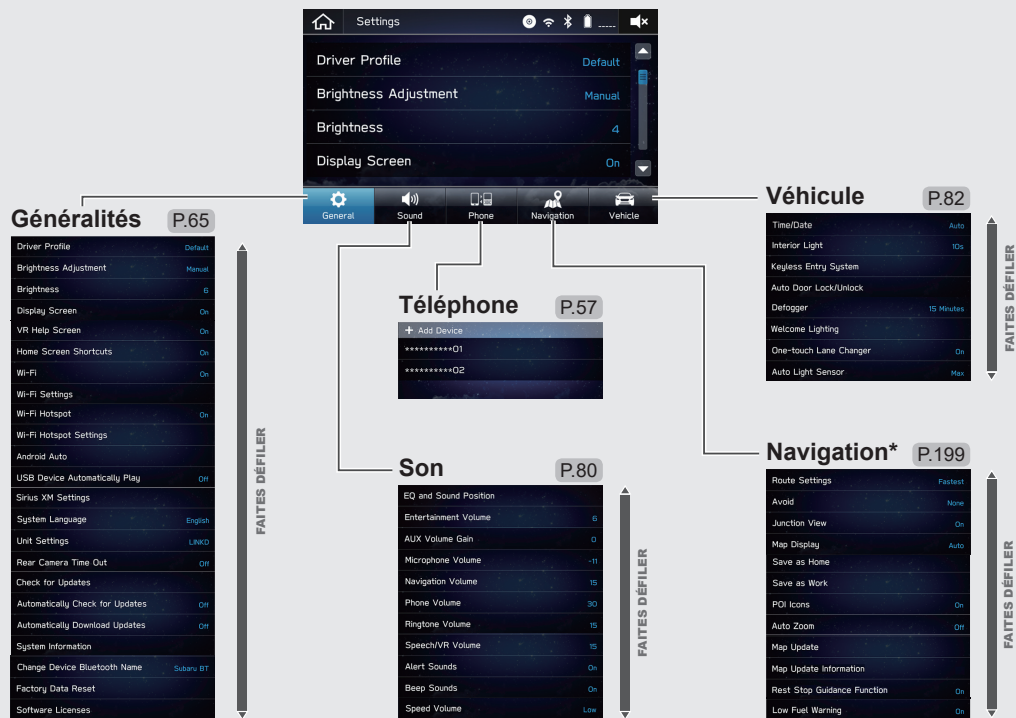 Settings
Driver Profile Default
Brightness Adjustment Manual
Brightness 4
Display Screen On
General Sound Phone Navigation Vehicle
Généralités P.65
Driver Profile Default
Brightness Adjustment Manual
Brightness 6
Display Screen On
VR Help Screen On
Home Screen Shortcuts On
Wi-Fi On
Wi-Fi Settings
Wi-Fi Hotspot On
Wi-Fi Hotspot Settings
Android Auto
USB Device Automatically Play Off
Sirius XM Settings
System Language English
Unit Settings LINKD
Rear Camera Time Out Off
Check for Updates
Automatically Check for Updates Off
Automatically Download Updates Off
System Information
Change Device Bluetooth Name Subaru BT
Factory Data Reset
Software Licenses
FAITES DÉFILER
Téléphone P.57
+ Add Device
**********01
**********02
Son P.80
EQ and Sound Position
Entertainment Volume 6
AUX Volume Gain 0
Microphone Volume -11
Navigation Volume 15
Phone Volume 30
Ringtone Volume 15
Speech/VR Volume 15
Alert Sounds On
Beep Sounds On
Speed Volume Low
FAITES DÉFILER
Véhicule P.82
Time/Date Auto
Interior Light 10s
Keyless Entry System
Auto Door Lock/Unlock
Defogger 15 Minutes
Welcome Lighting
One-touch Lane Changer On
Auto Light Sensor Max
FAITES DÉFILER
Navigation* P.199
Route Settings Fastest
Avoid None
Junction View On
Map Display Auto
Save as Home
Save as Work
POI Icons On
Auto Zoom Off
Map Update
Map Update Information
Rest Stop Guidance Function On
Low Fuel Warning On
FAITES DÉFILER